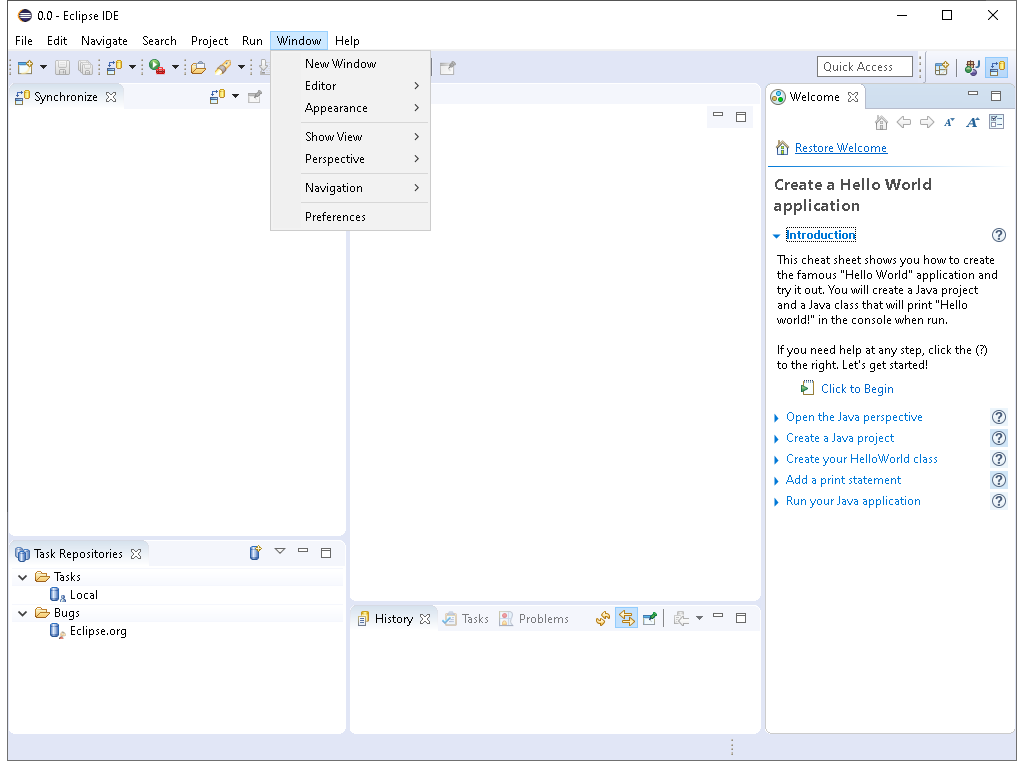 0.0 - Eclipse IDE
File Edit Navigate Search Project Run Window Help
New Window
Editor
Appearance
Show View
Perspective
Navigation
Preferences
Quick Access
Synchronize
Welcome
Restore Welcome
Create a Hello World
application
Introduction
This cheat sheet shows you how to create
the famous "Hello World" application and
try it out. You will create a Java project
and a Java class that will print "Hello
world!" in the console when run.
If you need help at any step, click the (?)
to the right. Let's get started!
Click to Begin
Open the Java perspective
Create a Java project
Create your HelloWorld class
Add a print statement
Run your Java application
Task Repositories
Tasks
Local
Bugs
Eclipse.org
History Tasks Problems